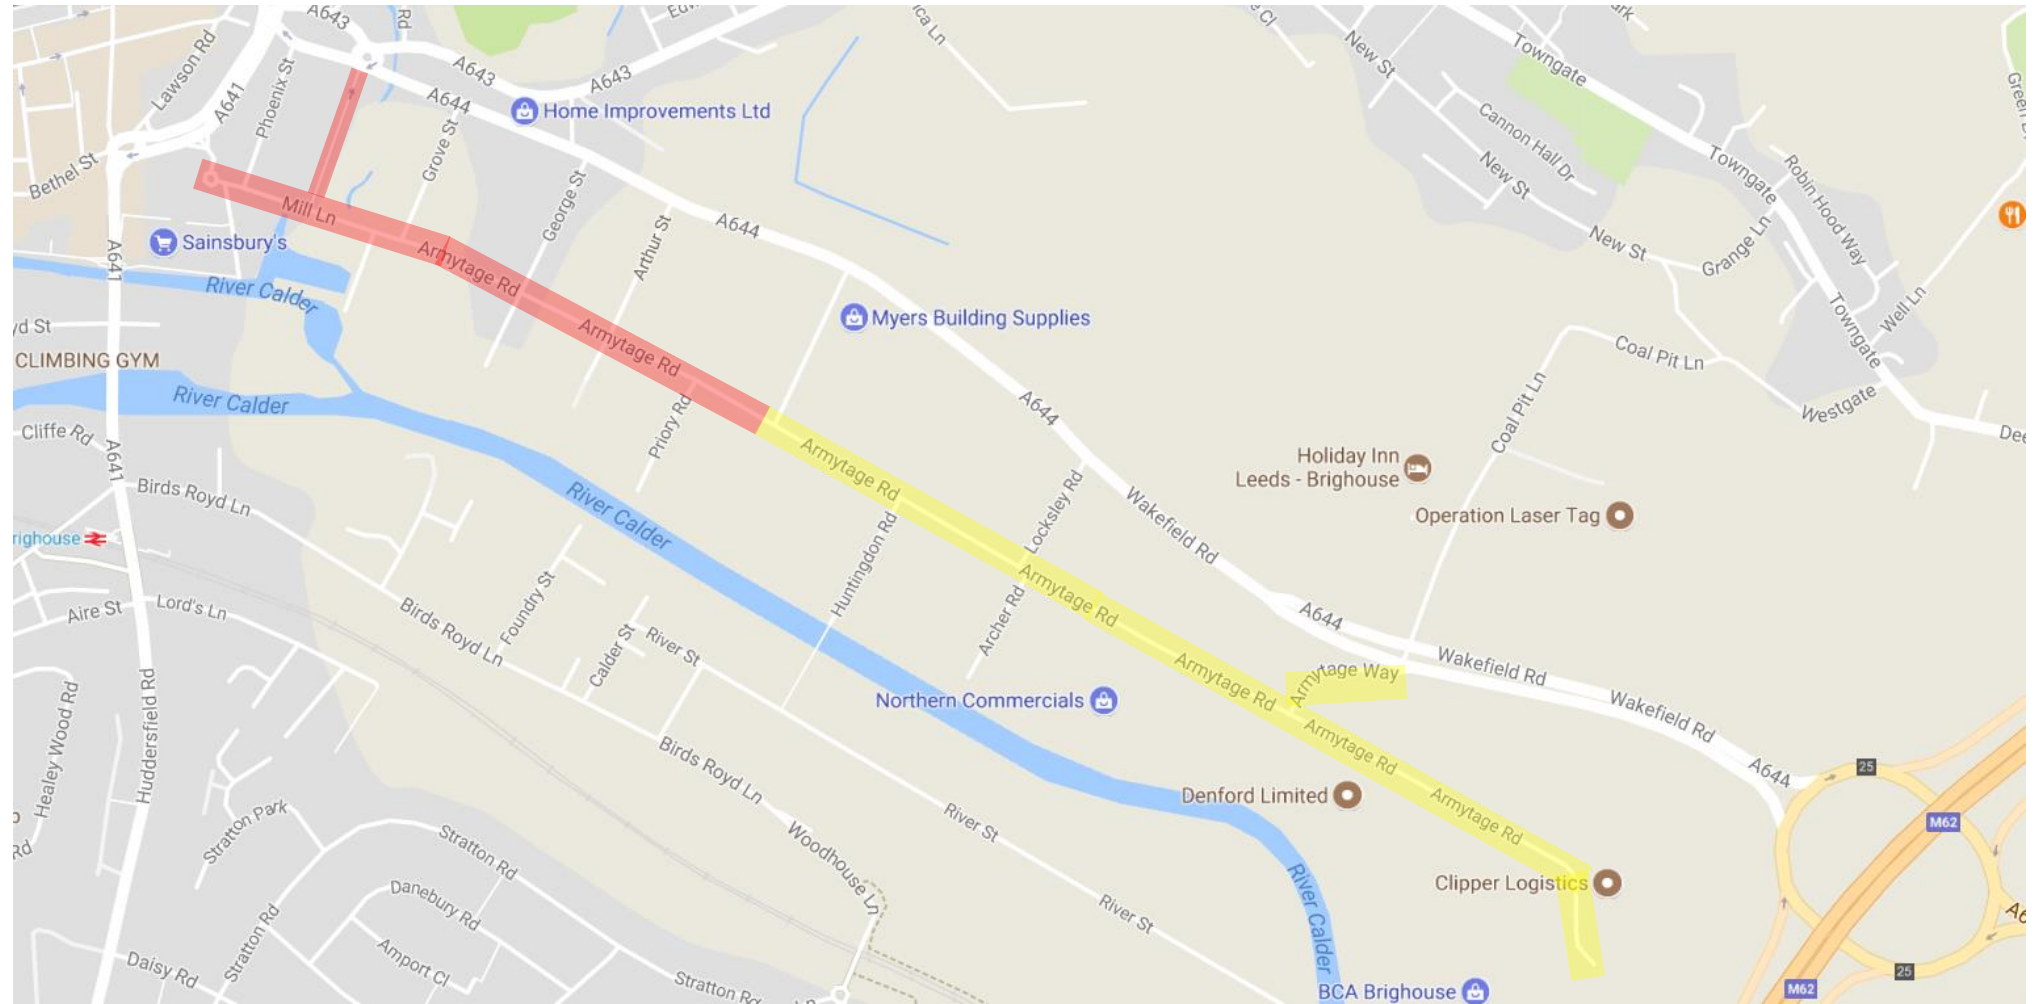 A643
Rd
Lawson Rd
A641
Phoenix St
A643
A643
A644
Home Improvements Ltd
Grove St
George St
Bethel St
Mill Ln
Sainsbury's
A641
River Calder
Armytage Rd
Arthur St
A644
New St
Towngate
Cannon Hall Dr
New St
Towngate
Robin Hood Way
New St
Grange Ln
Towngate
Well Ln
Myers Building Supplies
Armytage Rd
Coal Pit Ln
Westgate
CLIMBING GYM
River Calder
Cliffe Rd
A641
Priory Rd
A644
Coal Pit Ln
Armytage Rd
Holiday Inn
Leeds - Brighouse
Operation Laser Tag
Birds Royd Ln
River Calder
Locksley Rd
Wakefield Rd
righouse
Huntingdon Rd
Armytage Rd
Archer Rd
Foundry St
Aire St
Lord's Ln
Birds Royd Ln
Calder St
River St
A644
Wakefield Rd
Armytage Way
Armytage Rd
Wakefield Rd
Northern Commercials
Armytage Rd
A644
25
M62
Healey Wood Rd
Huddersfield Rd
Birds Royd Ln
Denford Limited
Armytage Rd
River St
Stratton Park
Stratton Rd
Woodhouse Ln
Clipper Logistics
River Calder
Danebury Rd
River St
Stratton Rd
Amport Cl
Daisy Rd
Stratton Rd
25
M62
BCA Brighouse